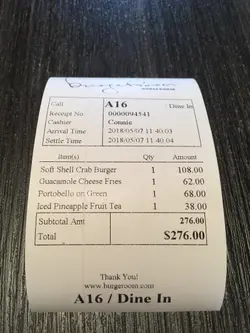 Call A16 Dine In
Receipt No 0000094541
Cashier Connie
Arrival Time 2018/05/07 11:40:03
Settle Time 2018/05/07 11:40:04
Item(s) Qty Amount
Soft Shell Crab Burger 1 108.00
Guacamole Cheese Fries 1 62.00
Portobello on Green 1 68.00
Iced Pineapple Fruit Tea 1 38.00
Subtotal Amt 276.00
Total $276.00
Thank You!
www.burgeroom.com
A16 / Dine In